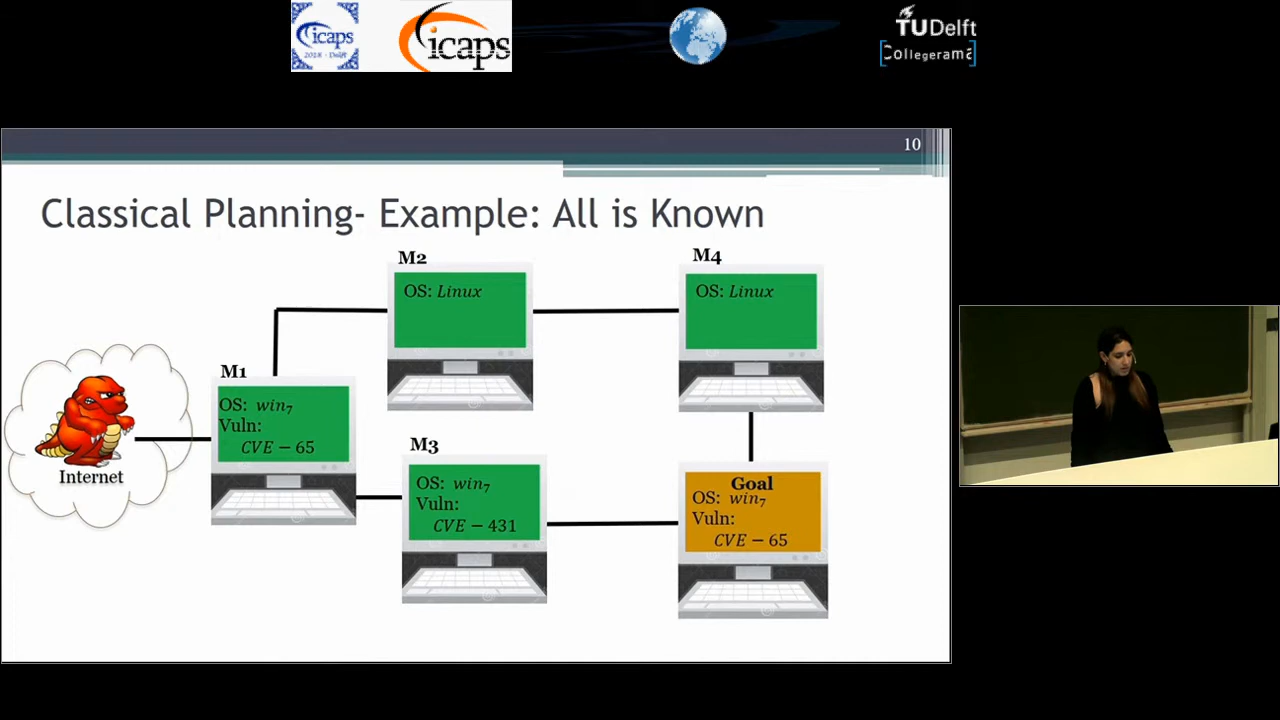 icaps
2018 - Delft
icaps
TUDelft
Collegerama
10
Classical Planning- Example: All is Known
M2
OS: Linux
M4
OS: Linux
M1
OS: win7
Vuln:
CVE – 65
Internet
M3
OS: win7
Vuln:
CVE – 431
Goal
OS: win7
Vuln:
CVE – 65